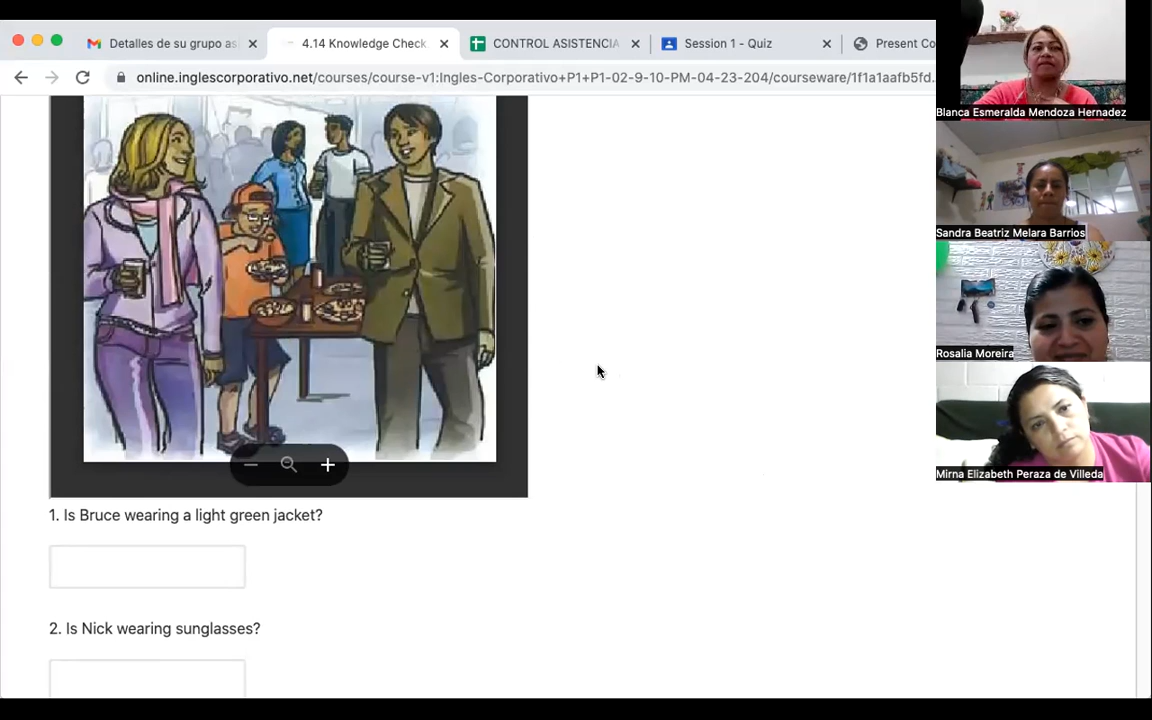 Detalles de su grupo as
4.14 Knowledge Check
CONTROL ASISTENCIA
Session 1 - Quiz
Present Co
online.inglescorporativo.net/courses/course-v1:Ingles-Corporativo+P1+P1-02-9-10-PM-04-23-204/courseware/1f1a1aafb5fd.
Blanca Esmeralda Mendoza Hernadez
Sandra Beatriz Melara Barrios
Rosalia Moreira
Mirna Elizabeth Peraza de Villeda
1. Is Bruce wearing a light green jacket?
2. Is Nick wearing sunglasses?